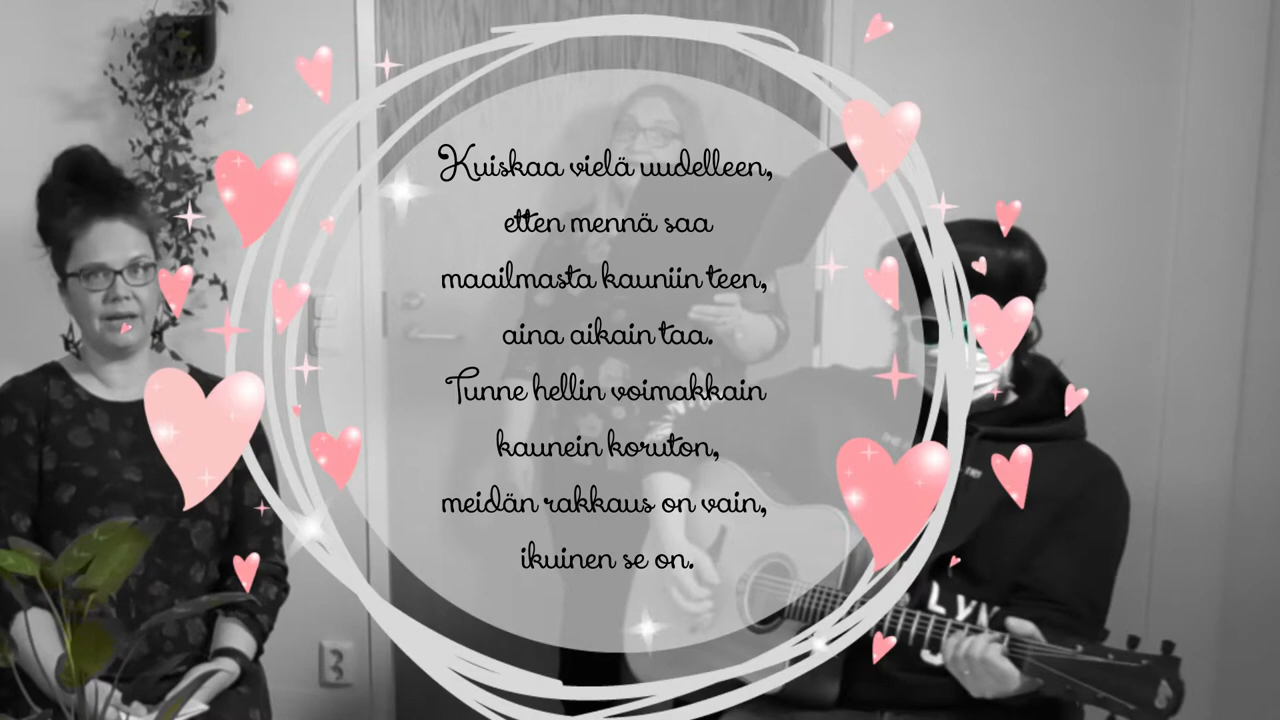 Kuiskaa vielä uudelleen,
etten mennä saa
maailmasta kauniin teen,
aina aikain taa.
Tunne hellin voimakkain
kaunein koruton,
meidän rakkaus on vain,
ikuinen se on.